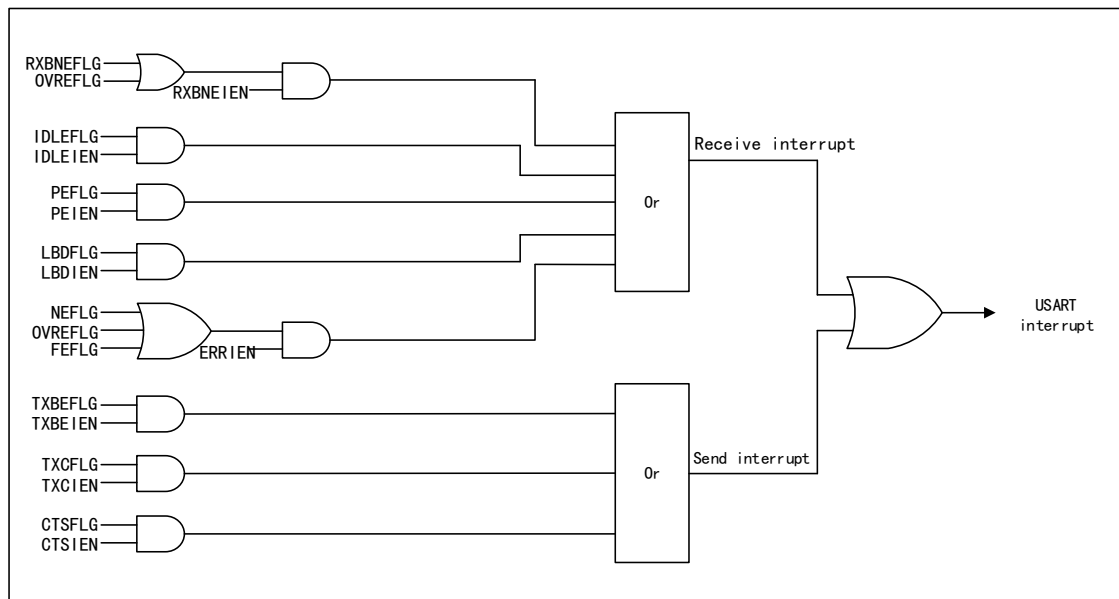 RXBNEFLG
OVREFLG
RXBNEIEN
IDLEFLG
IDLEIEN
PEFLG
PEIEN
LBDFLG
LBDIEN
NEFLG
OVREFLG
FEFLG
ERRIEN
TXBEFLG
TXBEIEN
TXCFLG
TXCIEN
CTSFLG
CTSIEN
Or
Receive interrupt
Or
Send interrupt
USART
interrupt